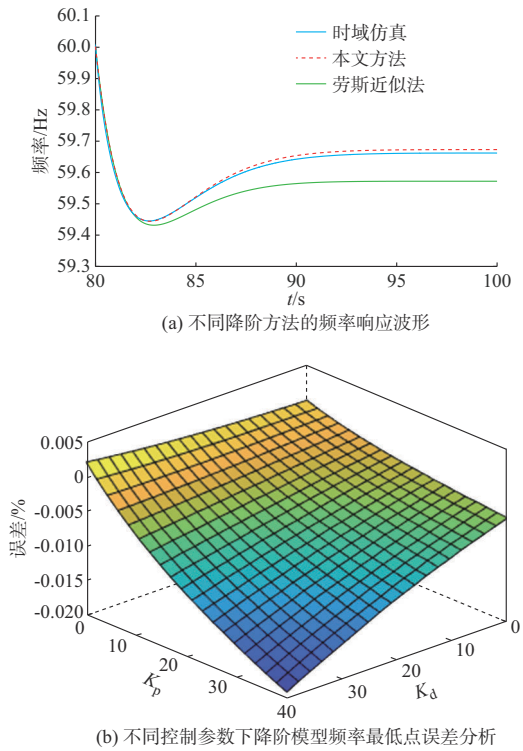 60.1
60.0
59.9
59.8
59.7
59.6
59.5
59.4
59.3
频率/Hz
时域仿真
本文方法
劳斯近似法
80
85
90
95
100
t/s
(a) 不同降阶方法的频率响应波形
0.005
0
-0.005
-0.010
-0.015
-0.020
误差/%
0
10
20
30
40
K_p
30
20
10
0
K_d
(b) 不同控制参数下降阶模型频率最低点误差分析